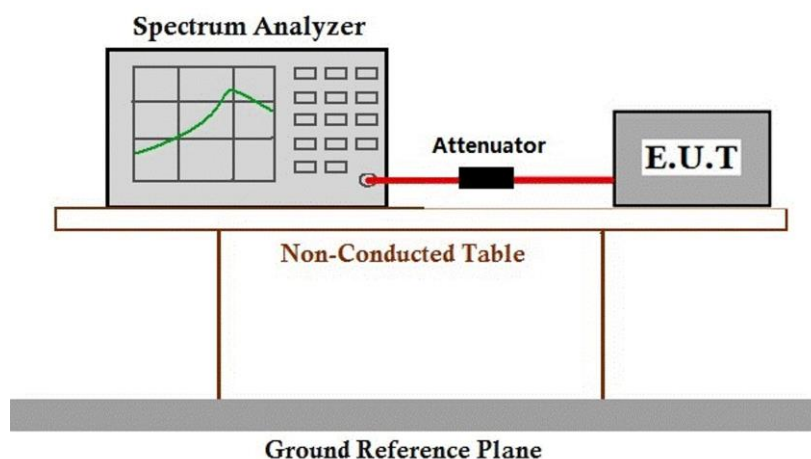 Spectrum Analyzer
Attenuator
E.U.T
Non-Conducted Table
Ground Reference Plane